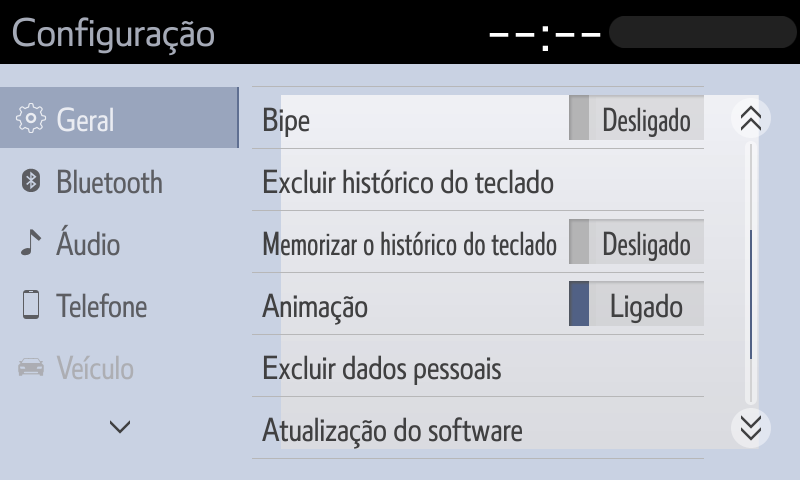 Configuração --:--
Geral
Bluetooth
Áudio
Telefone
Veículo
Bipe Desligado
Excluir histórico do teclado
Memorizar o histórico do teclado Desligado
Animação Ligado
Excluir dados pessoais
Atualização do software